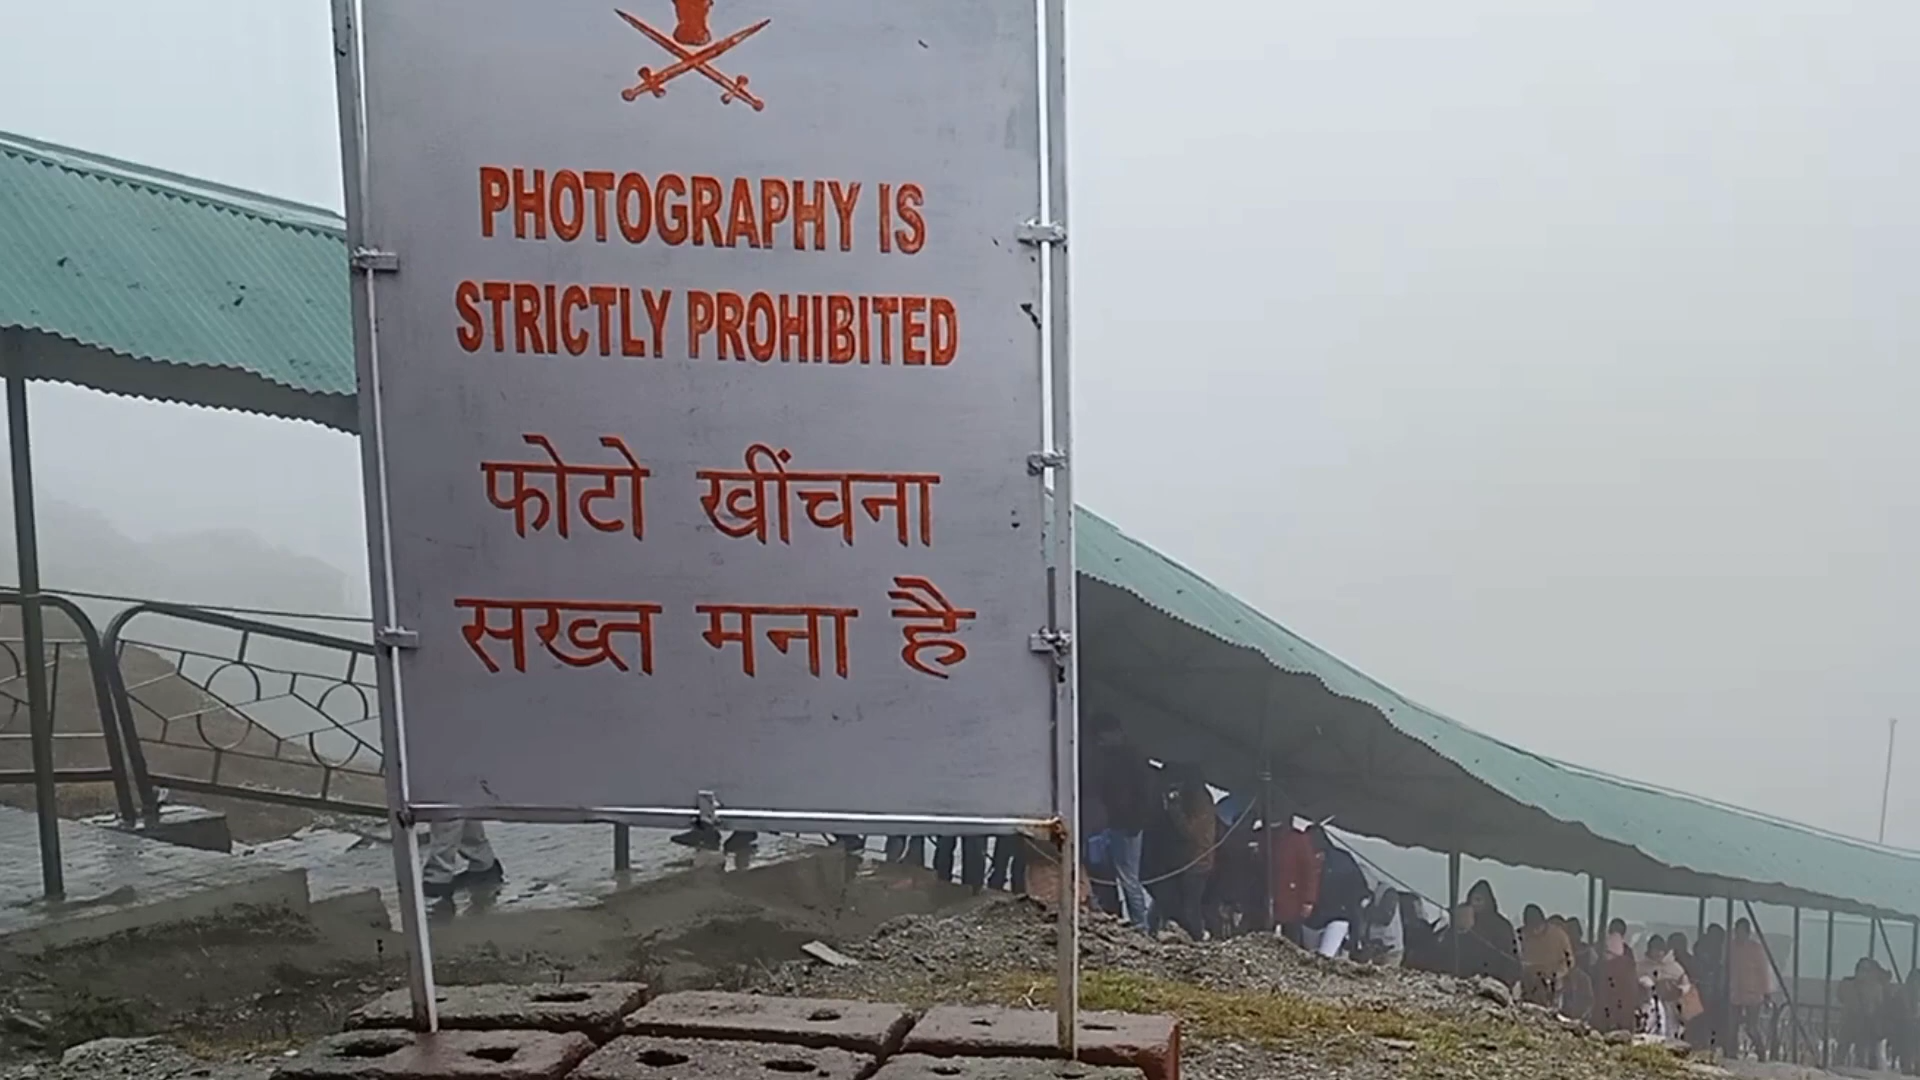 PHOTOGRAPHY IS
STRICTLY PROHIBITED
फोटो खींचना
सख्त मना है